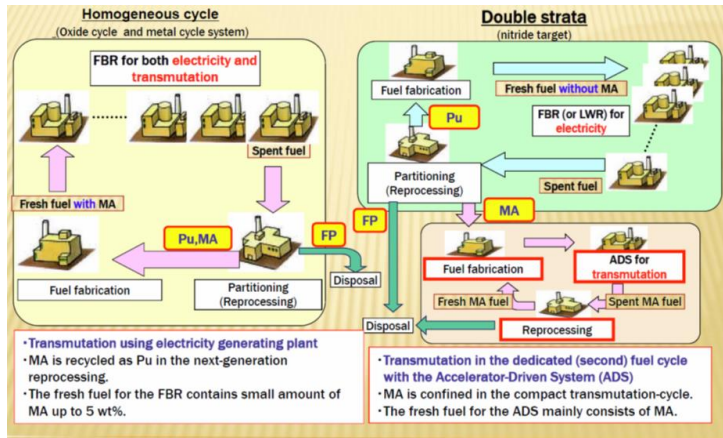 Homogeneous cycle
(Oxide cycle and metal cycle system)
FBR for both electricity and
transmutation
Spent fuel
Fresh fuel with MA
Pu,MA
FP
Fuel fabrication
Partitioning
(Reprocessing)
Disposal
・Transmutation using electricity generating plant
・MA is recycled as Pu in the next-generation
reprocessing.
・The fresh fuel for the FBR contains small amount of
MA up to 5 wt%.
Double strata
(nitride target)
Fuel fabrication
Fresh fuel without MA
Pu
FBR (or LWR) for
electricity
Partitioning
(Reprocessing)
Spent fuel
FP
MA
Fuel fabrication
ADS for
transmutation
Fresh MA fuel
Spent MA fuel
Disposal
Reprocessing
・Transmutation in the dedicated (second) fuel cycle
with the Accelerator-Driven System (ADS)
・MA is confined in the compact transmutation-cycle.
・The fresh fuel for the ADS mainly consists of MA.